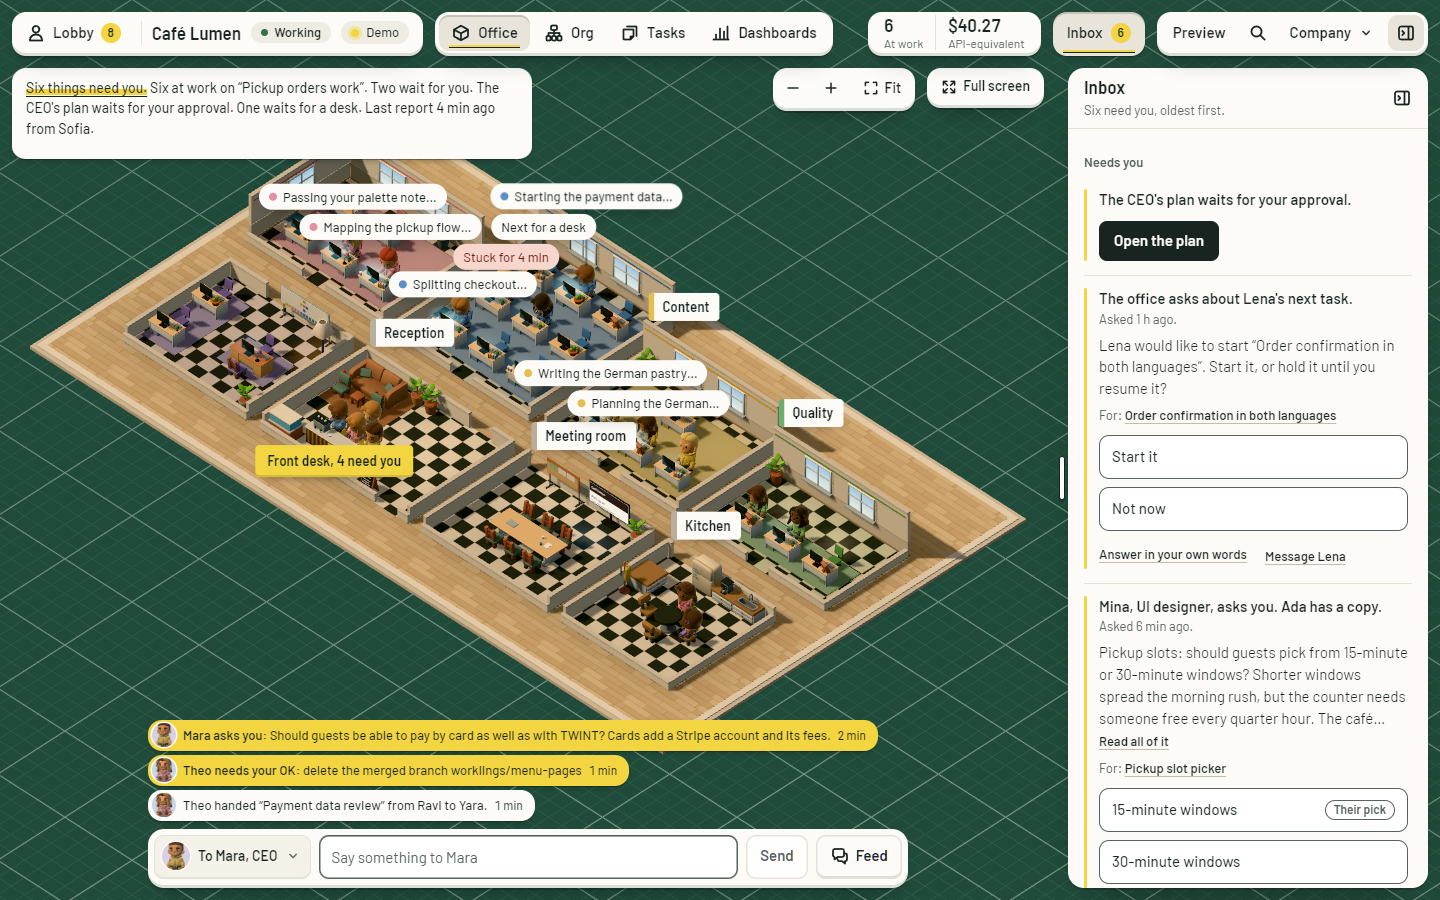 Lobby 8
Café Lumen
Working
Demo
Office
Org
Tasks
Dashboards
6
At work
$40.27
API-equivalent
Inbox 6
Preview
Company
Six things need you. Six at work on “Pickup orders work”. Two wait for you. The
CEO's plan waits for your approval. One waits for a desk. Last report 4 min ago
from Sofia.
Fit
Full screen
Passing your palette note...
Starting the payment data...
Mapping the pickup flow...
Next for a desk
Stuck for 4 min
Splitting checkout...
Content
Reception
Writing the German pastry...
Planning the German...
Quality
Meeting room
Front desk, 4 need you
Kitchen
Mara asks you: Should guests be able to pay by card as well as with TWINT? Cards add a Stripe account and its fees. 2 min
Theo needs your OK: delete the merged branch worklings/menu-pages 1 min
Theo handed “Payment data review” from Ravi to Yara. 1 min
To Mara, CEO
Say something to Mara
Send
Feed
Inbox
Six need you, oldest first.
Needs you
The CEO's plan waits for your approval.
Open the plan
The office asks about Lena's next task.
Asked 1 h ago.
Lena would like to start “Order confirmation in
both languages”. Start it, or hold it until you
resume it?
For: Order confirmation in both languages
Start it
Not now
Answer in your own words
Message Lena
Mina, UI designer, asks you. Ada has a copy.
Asked 6 min ago.
Pickup slots: should guests pick from 15-minute
or 30-minute windows? Shorter windows
spread the morning rush, but the counter needs
someone free every quarter hour. The café...
Read all of it
For: Pickup slot picker
15-minute windows
Their pick
30-minute windows